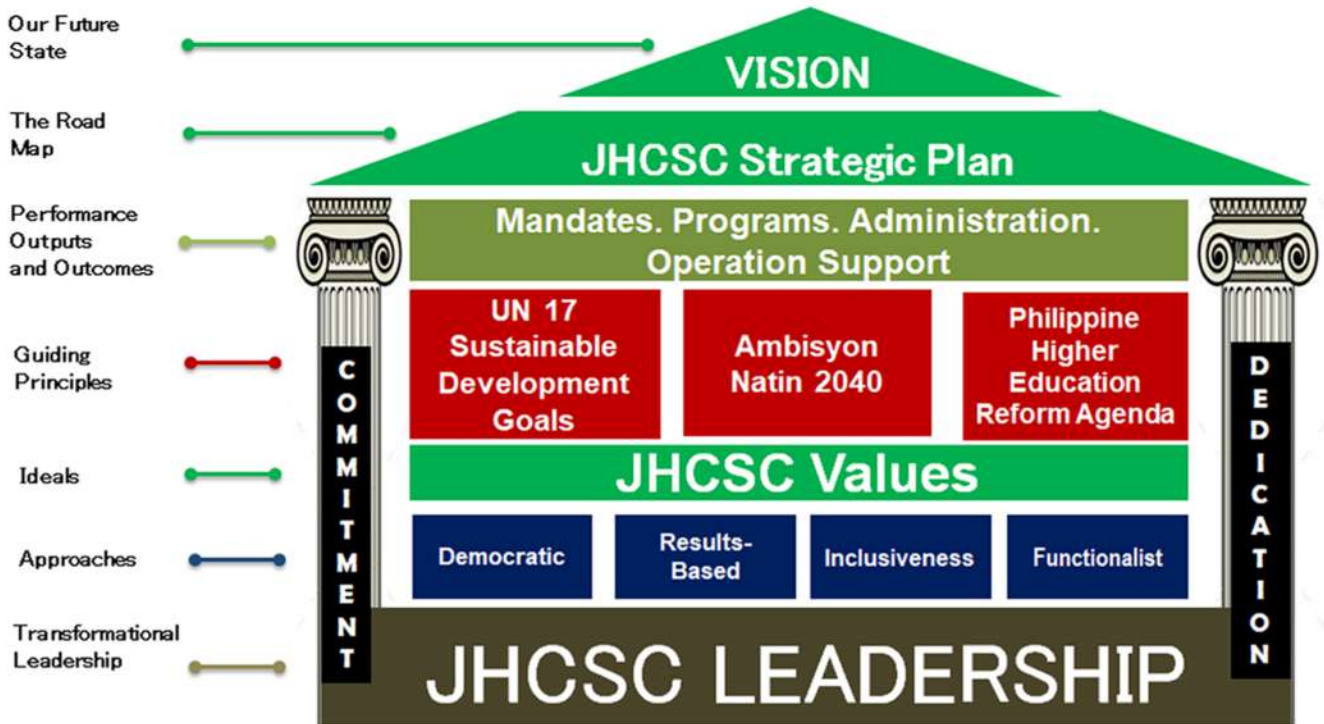 Our Future
State
VISION
The Road
Map
JHCSC Strategic Plan
Performance
Outputs
and Outcomes
Mandates. Programs. Administration.
Operation Support
Guiding
Principles
UN 17
Sustainable
Development
Goals
Ambisyon
Natin 2040
Philippine
Higher
Education
Reform Agenda
Ideals
JHCSC Values
Approaches
Democratic
Results-
Based
Inclusiveness
Functionalist
Transformational
Leadership
JHCSC LEADERSHIP
COMMITMENT
DEDICATION